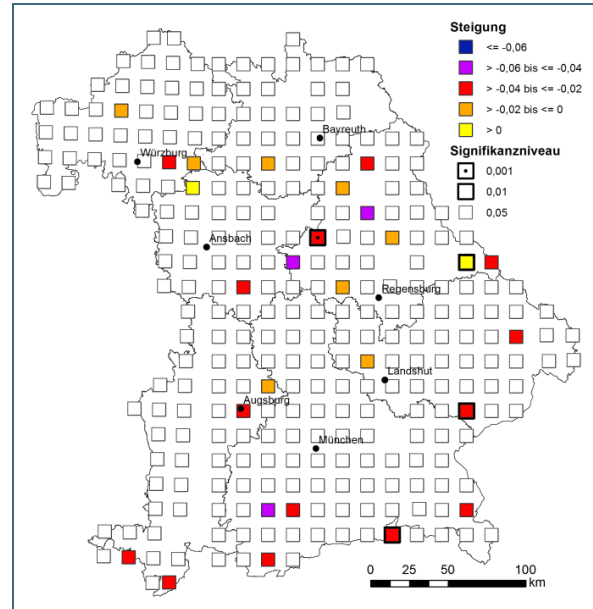 Steigung
<= -0,06
> -0,06 bis <= -0,04
> -0,04 bis <= -0,02
> -0,02 bis <= 0
> 0
Signifikanzniveau
0,001
0,01
0,05
Bayreuth
Würzburg
Ansbach
Regensburg
Landshut
Augsburg
München
0 25 50 75 100
km